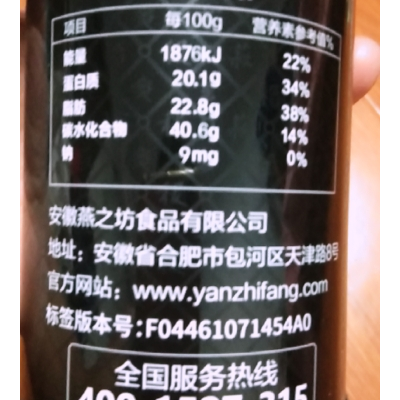 项目 每100g 营养素参考值%
能量 1876kJ 22%
蛋白质 20.1g 34%
脂肪 22.8g 38%
碳水化合物 40.6g 14%
钠 9mg 0%
安徽燕之坊食品有限公司
地址：安徽省合肥市包河区天津路8号
官方网站：www.yanzhifang.com
标签版本号：F04461071454A0
全国服务热线